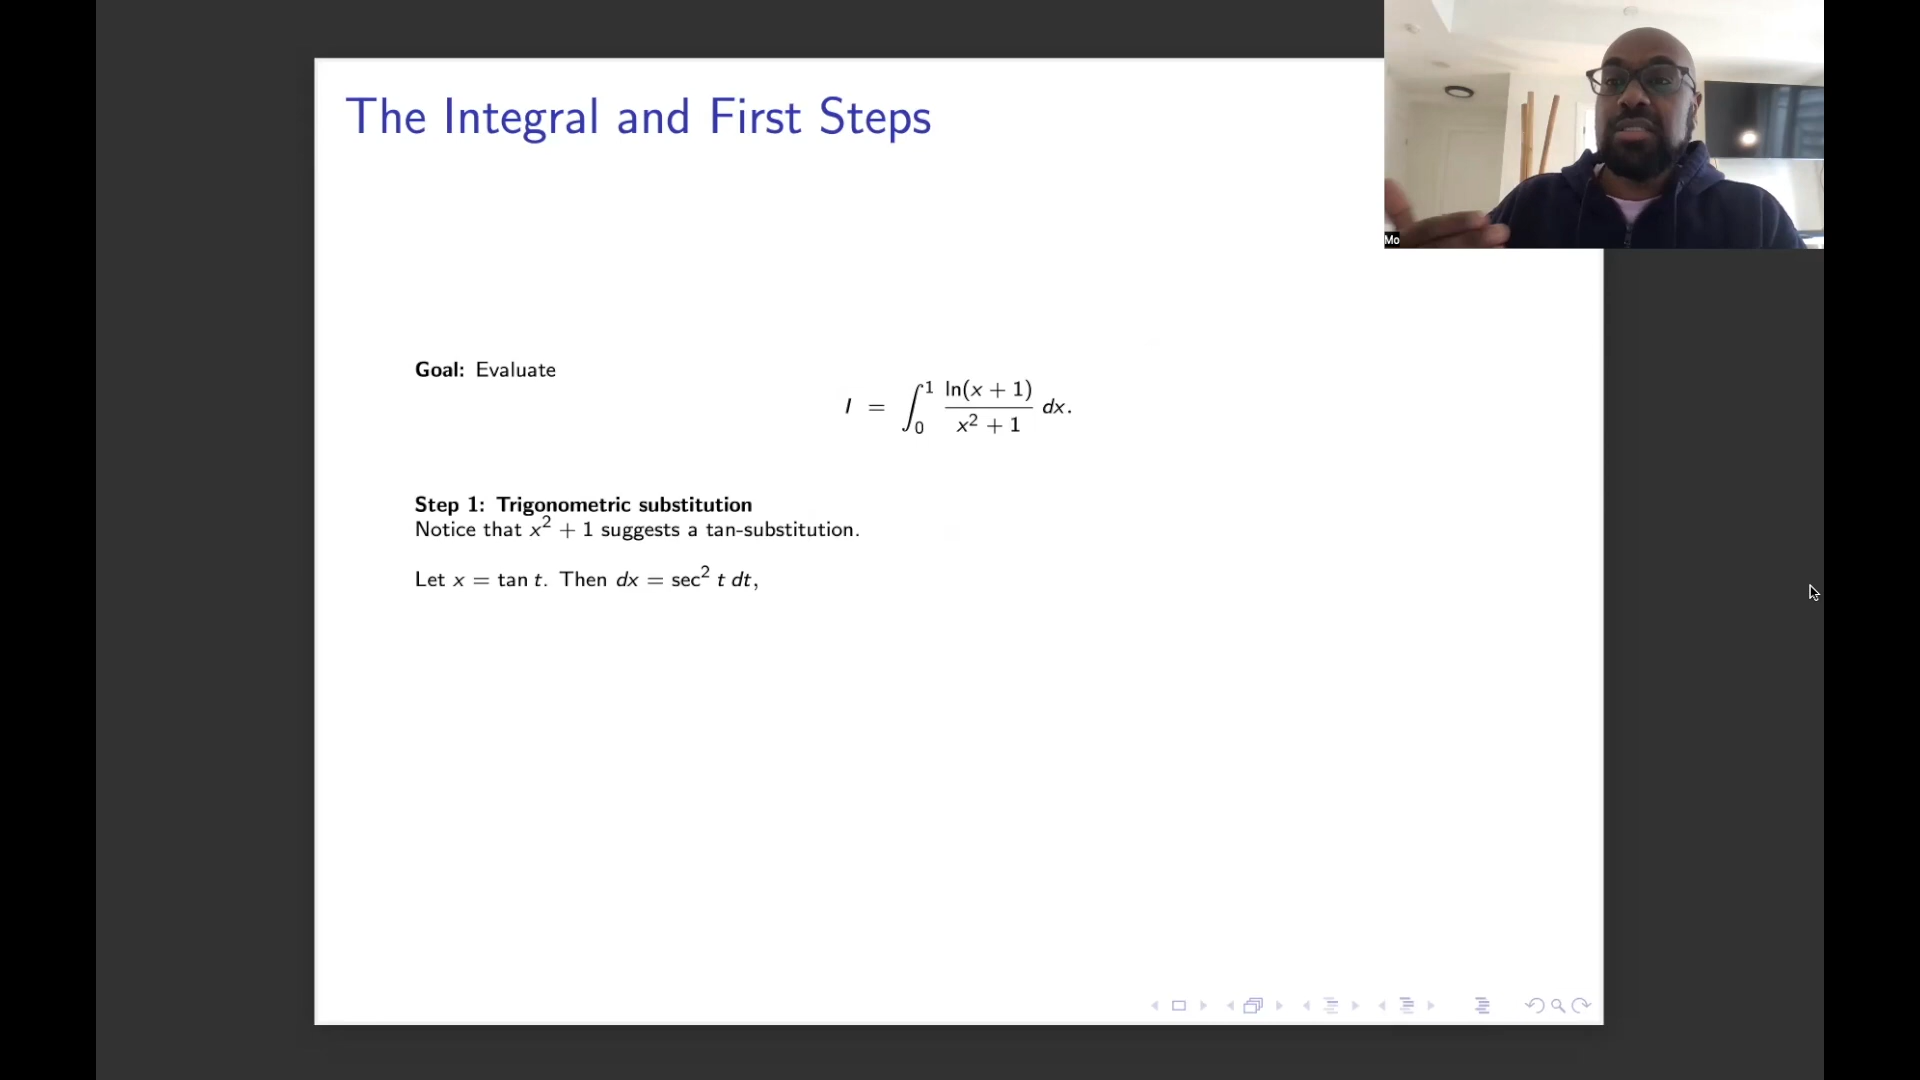 The Integral and First Steps
Mo
Goal: Evaluate
I = ∫₀¹ ln(x + 1) / (x² + 1) dx.
Step 1: Trigonometric substitution
Notice that x² + 1 suggests a tan-substitution.
Let x = tan t. Then dx = sec² t dt,